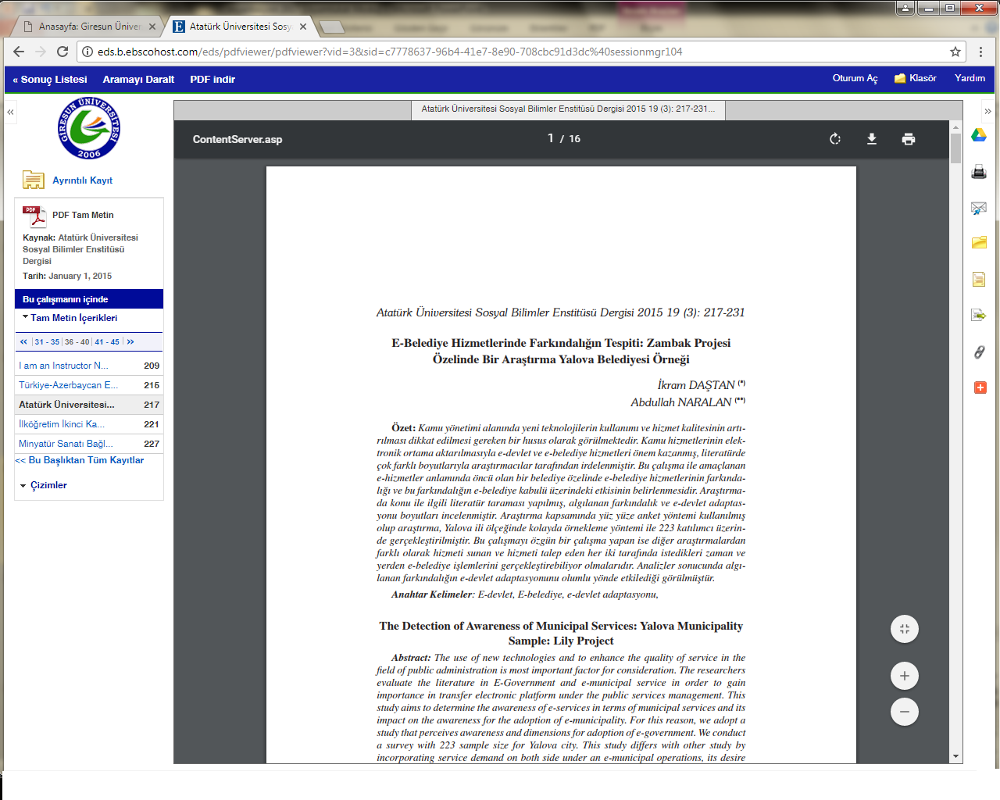 Anasayfa: Giresun Üniver
Atatürk Üniversitesi Sosy
eds.b.ebscohost.com/eds/pdfviewer/pdfviewer?vid=3&sid=c7778637-96b4-41e7-8e90-708cbc91d3dc%40sessionmgr104
« Sonuç Listesi Aramayı Daralt PDF indir Oturum Aç Klasör Yardım
GİRESUN ÜNİVERSİTESİ
2006
Ayrıntılı Kayıt
PDF
PDF Tam Metin
Kaynak: Atatürk Üniversitesi
Sosyal Bilimler Enstitüsü
Dergisi
Tarih: January 1, 2015
Bu çalışmanın içinde
Tam Metin İçerikleri
« 31 - 35 36 - 40 41 - 45 »
I am an Instructor N... 209
Türkiye-Azerbaycan E... 215
Atatürk Üniversitesi... 217
İlköğretim İkinci Ka... 221
Minyatür Sanatı Bağl... 227
<< Bu Başlıktan Tüm Kayıtlar
Çizimler
Atatürk Üniversitesi Sosyal Bilimler Enstitüsü Dergisi 2015 19 (3): 217-231...
ContentServer.asp 1 / 16
Atatürk Üniversitesi Sosyal Bilimler Enstitüsü Dergisi 2015 19 (3): 217-231
E-Belediye Hizmetlerinde Farkındalığın Tespiti: Zambak Projesi
Özelinde Bir Araştırma Yalova Belediyesi Örneği
İkram DAŞTAN (*)
Abdullah NARALAN (**)
Özet: Kamu yönetimi alanında yeni teknolojilerin kullanımı ve hizmet kalitesinin artı-
rılması dikkat edilmesi gereken bir husus olarak görülmektedir. Kamu hizmetlerinin elek-
tronik ortama aktarılmasıyla e-devlet ve e-belediye hizmetleri önem kazanmış, literatürde
çok farklı boyutlarıyla araştırmacılar tarafından irdelenmiştir. Bu çalışma ile amaçlanan
e-hizmetler anlamında öncü olan bir belediye özelinde e-belediye hizmetlerinin farkında-
lığı ve bu farkındalığın e-belediye kabulü üzerindeki etkisinin belirlenmesidir. Araştırma-
da konu ile ilgili literatür taraması yapılmış, algılanan farkındalık ve e-devlet adaptas-
yonu boyutları incelenmiştir. Araştırma kapsamında yüz yüze anket yöntemi kullanılmış
olup araştırma, Yalova ili ölçeğinde kolayda örnekleme yöntemi ile 223 katılımcı üzerin-
de gerçekleştirilmiştir. Bu çalışmayı özgün bir çalışma yapan ise diğer araştırmalardan
farklı olarak hizmeti sunan ve hizmeti talep eden her iki tarafında istedikleri zaman ve
yerden e-belediye işlemlerini gerçekleştirebiliyor olmalarıdır. Analizler sonucunda algı-
lanan farkındalığın e-devlet adaptasyonunu olumlu yönde etkilediği görülmüştür.
Anahtar Kelimeler: E-devlet, E-belediye, e-devlet adaptasyonu,
The Detection of Awareness of Municipal Services: Yalova Municipality
Sample: Lily Project
Abstract: The use of new technologies and to enhance the quality of service in the
field of public administration is most important factor for consideration. The researchers
evaluate the literature in E-Government and e-municipal service in order to gain
importance in transfer electronic platform under the public services management. This
study aims to determine the awareness of e-services in terms of municipal services and its
impact on the awareness for the adoption of e-municipality. For this reason, we adopt a
study that perceives awareness and dimensions for adoption of e-government. We conduct
a survey with 223 sample size for Yalova city. This study differs with other study by
incorporating service demand on both side under an e-municipal operations, its desire